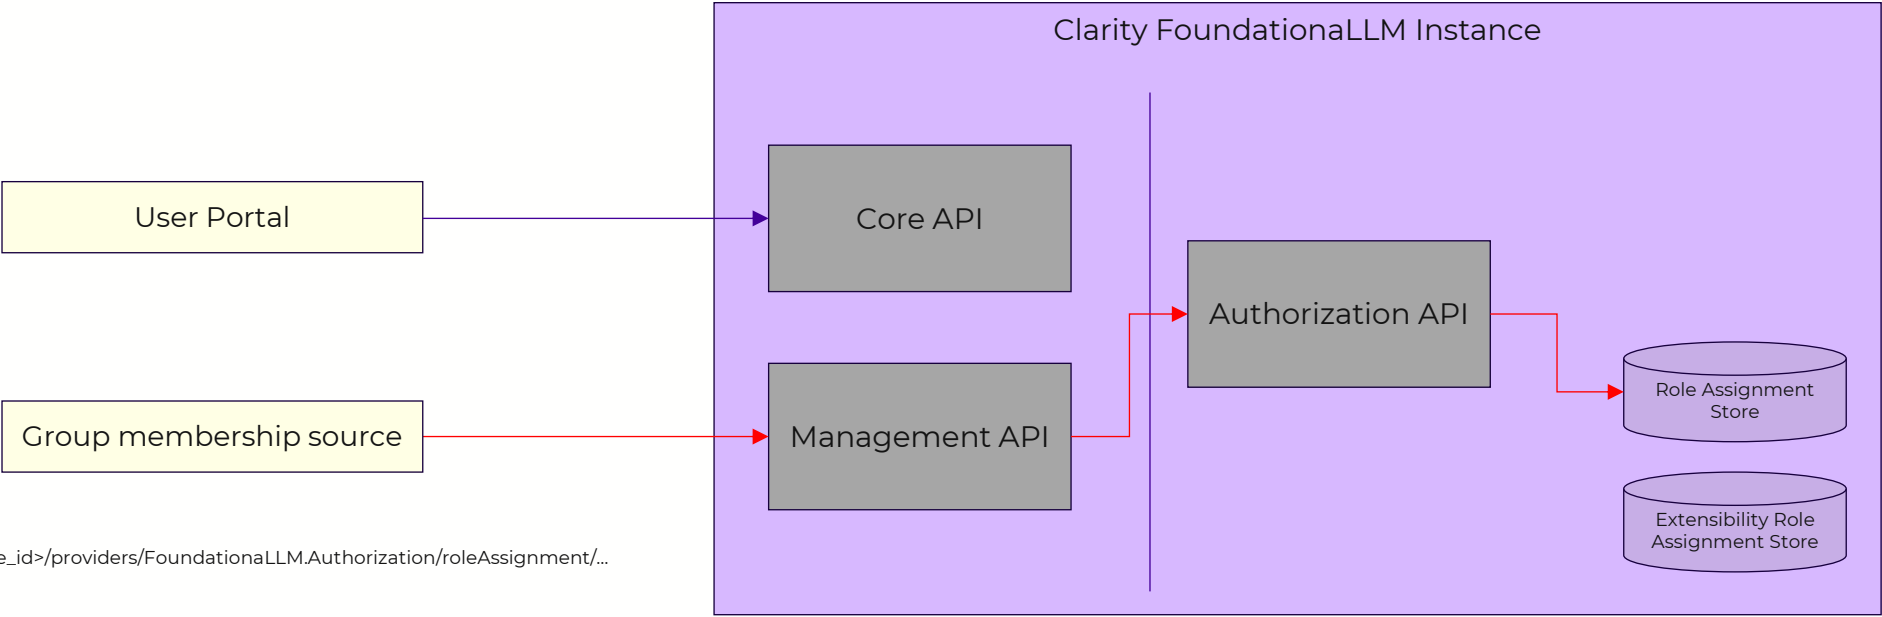 Clarity FoundationaLLM Instance
User Portal
Core API
Authorization API
Role Assignment
Store
Group membership source
Management API
Extensibility Role
Assignment Store
e_id>/providers/FoundationaLLM.Authorization/roleAssignment/...